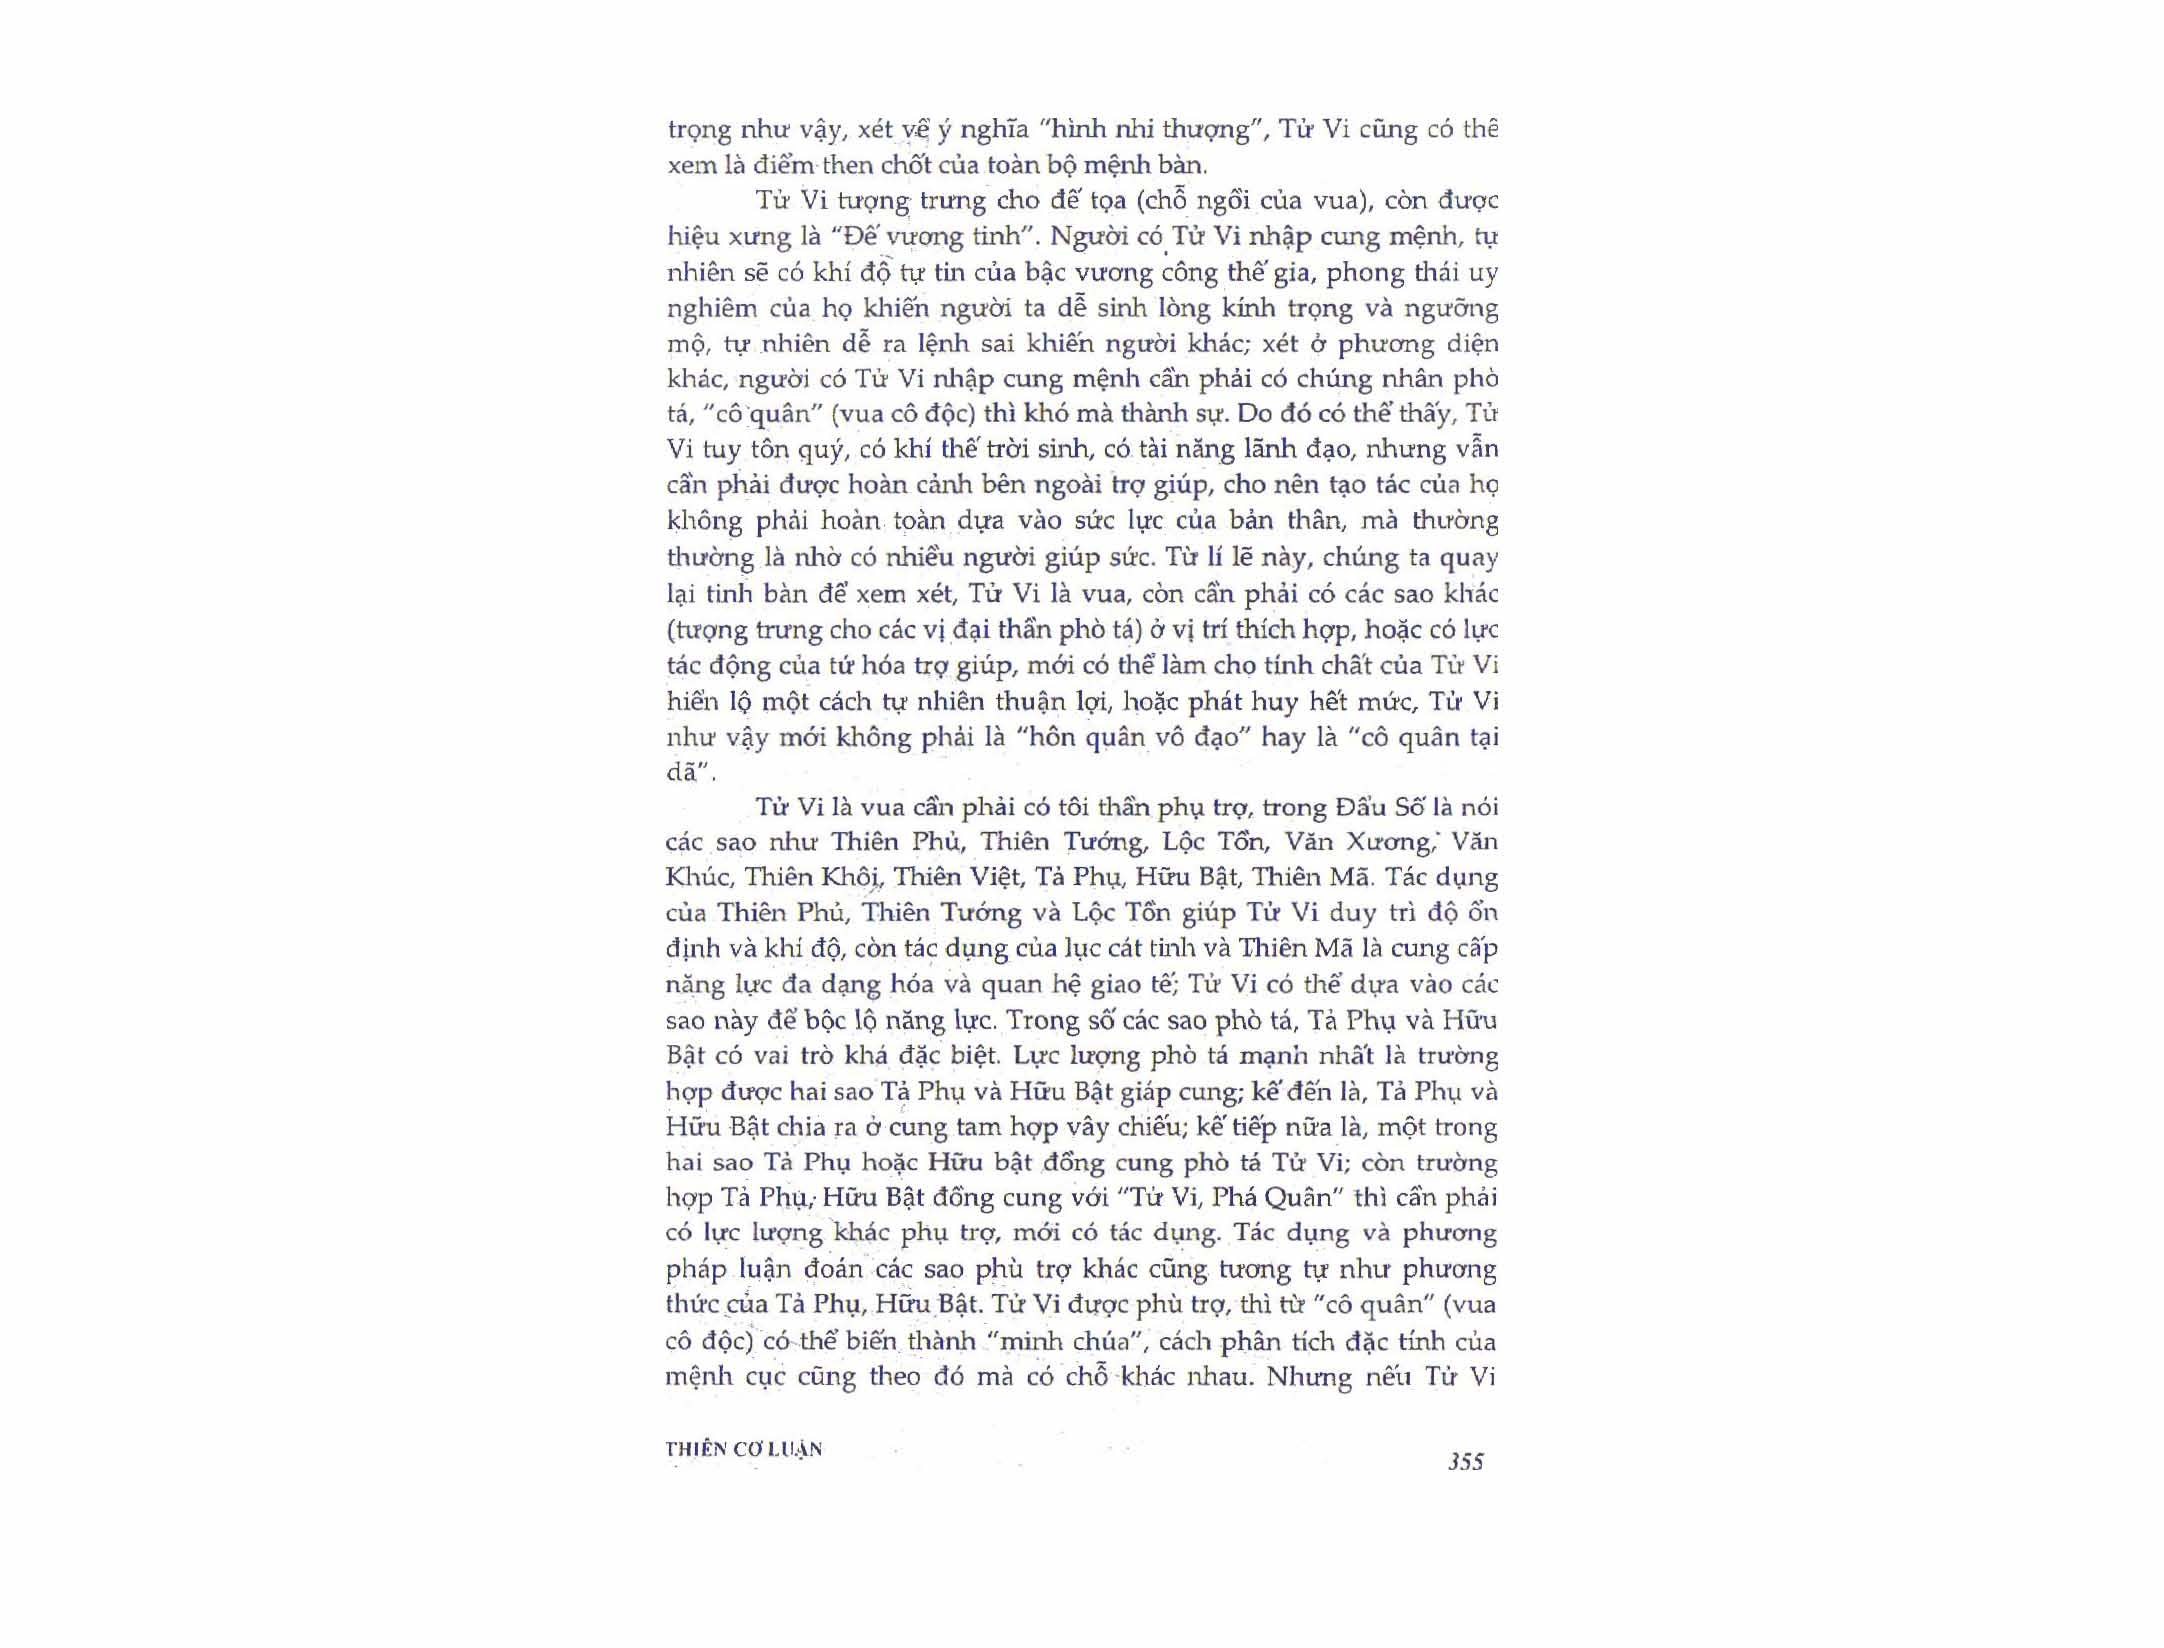 trọng như vậy, xét về ý nghĩa "hình nhi thượng", Tử Vi cũng có thể
xem là điểm then chốt của toàn bộ mệnh bàn.
Tử Vi tượng trưng cho đế tọa (chỗ ngồi của vua), còn được
hiệu xưng là "Đế vương tinh". Người có Tử Vi nhập cung mệnh, tự
nhiên sẽ có khí độ tự tin của bậc vương công thế gia, phong thái uy
nghiêm của họ khiến người ta dễ sinh lòng kính trọng và ngưỡng
mộ, tự nhiên dễ ra lệnh sai khiến người khác; xét ở phương diện
khác, người có Tử Vi nhập cung mệnh cần phải có chúng nhân phò
tá, "cô quân" (vua cô độc) thì khó mà thành sự. Do đó có thể thấy, Tử
Vi tuy tôn quý, có khí thế trời sinh, có tài năng lãnh đạo, nhưng vẫn
cần phải được hoàn cảnh bên ngoài trợ giúp, cho nên tạo tác của họ
không phải hoàn toàn dựa vào sức lực của bản thân, mà thường
thường là nhờ có nhiều người giúp sức. Từ lí lẽ này, chúng ta quay
lại tinh bàn để xem xét, Tử Vi là vua, còn cần phải có các sao khác
(tượng trưng cho các vị đại thần phò tá) ở vị trí thích hợp, hoặc có lực
tác động của tứ hóa trợ giúp, mới có thể làm cho tính chất của Tử Vi
hiển lộ một cách tự nhiên thuận lợi, hoặc phát huy hết mức, Tử Vi
như vậy mới không phải là "hôn quân vô đạo" hay là "cô quân tại
dã".
Tử Vi là vua cần phải có tôi thần phụ trợ, trong Đẩu Số là nói
các sao như Thiên Phủ, Thiên Tướng, Lộc Tồn, Văn Xương, Văn
Khúc, Thiên Khôi, Thiên Việt, Tả Phụ, Hữu Bật, Thiên Mã. Tác dụng
của Thiên Phủ, Thiên Tướng và Lộc Tồn giúp Tử Vi duy trì độ ổn
định và khí độ, còn tác dụng của lục cát tinh và Thiên Mã là cung cấp
năng lực đa dạng hóa và quan hệ giao tế; Tử Vi có thể dựa vào các
sao này để bộc lộ năng lực. Trong số các sao phò tá, Tả Phụ và Hữu
Bật có vai trò khá đặc biệt. Lực lượng phò tá mạnh nhất là trường
hợp được hai sao Tả Phụ và Hữu Bật giáp cung; kế đến là, Tả Phụ và
Hữu Bật chia ra ở cung tam hợp vây chiếu; kế tiếp nữa là, một trong
hai sao Tả Phụ hoặc Hữu bật đồng cung phò tá Tử Vi; còn trường
hợp Tả Phụ, Hữu Bật đồng cung với "Tử Vi, Phá Quân" thì cần phải
có lực lượng khác phụ trợ, mới có tác dụng. Tác dụng và phương
pháp luận đoán các sao phù trợ khác cũng tương tự như phương
thức của Tả Phụ, Hữu Bật. Tử Vi được phù trợ, thì từ "cô quân" (vua
cô độc) có thể biến thành "minh chúa", cách phân tích đặc tính của
mệnh cục cũng theo đó mà có chỗ khác nhau. Nhưng nếu Tử Vi
THIÊN CƠ LUẬN
355